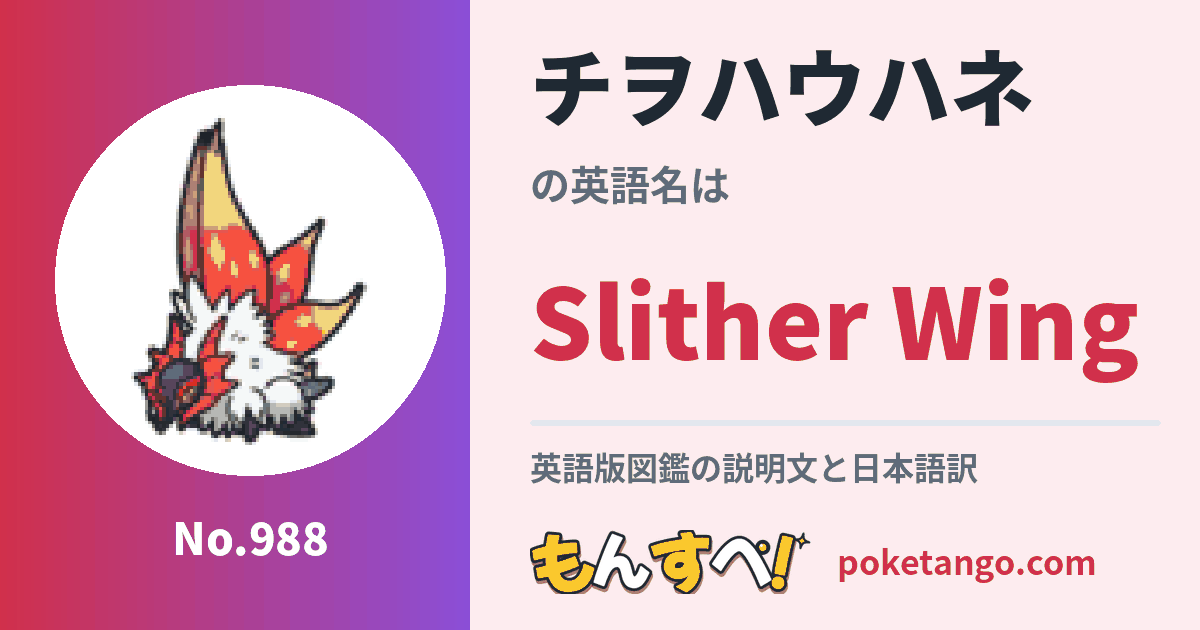 チヲハウハネ
の英語名は
Slither Wing
英語版図鑑の説明文と日本語訳
No.988
もんすぺ!
poketango.com